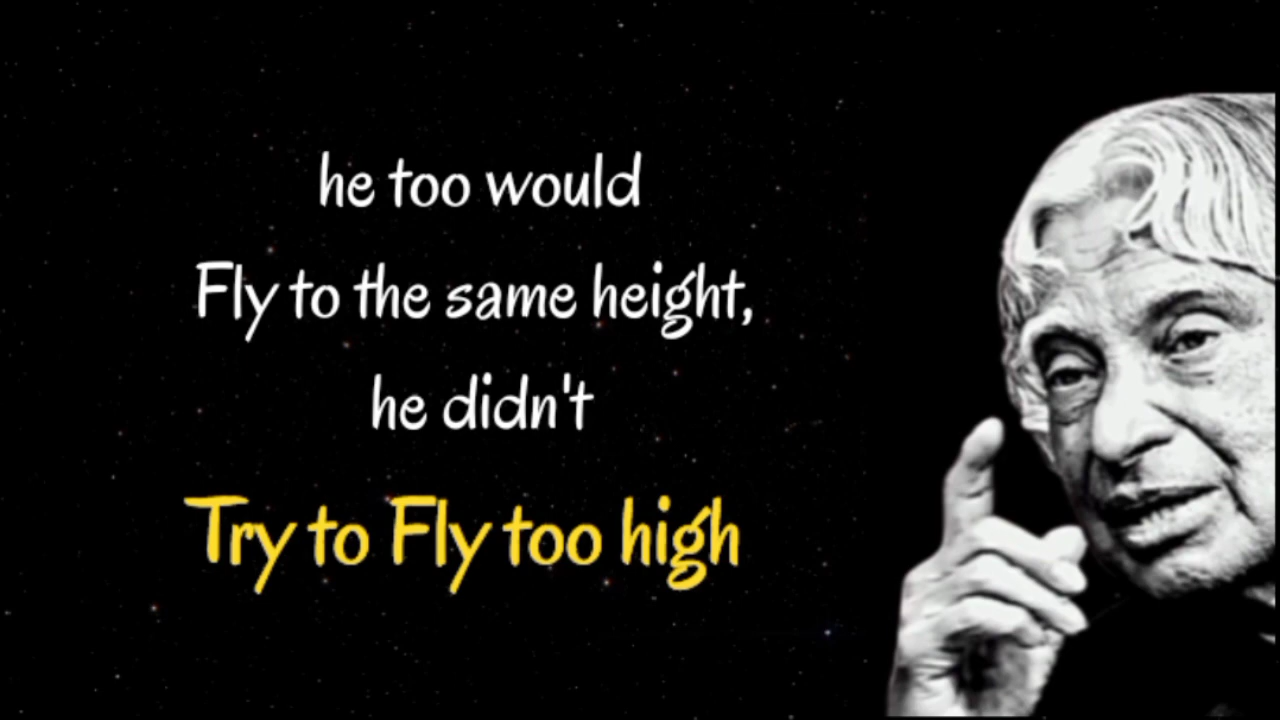 he too would
Fly to the same height,
he didn't
Try to Fly too high